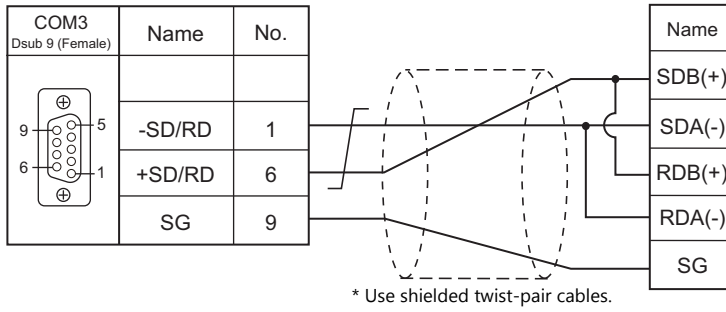 COM3
Dsub 9 (Female)
Name
No.
Name
SDB(+)
9
5
-SD/RD
1
SDA(-)
6
1
+SD/RD
6
RDB(+)
SG
9
RDA(-)
SG
* Use shielded twist-pair cables.